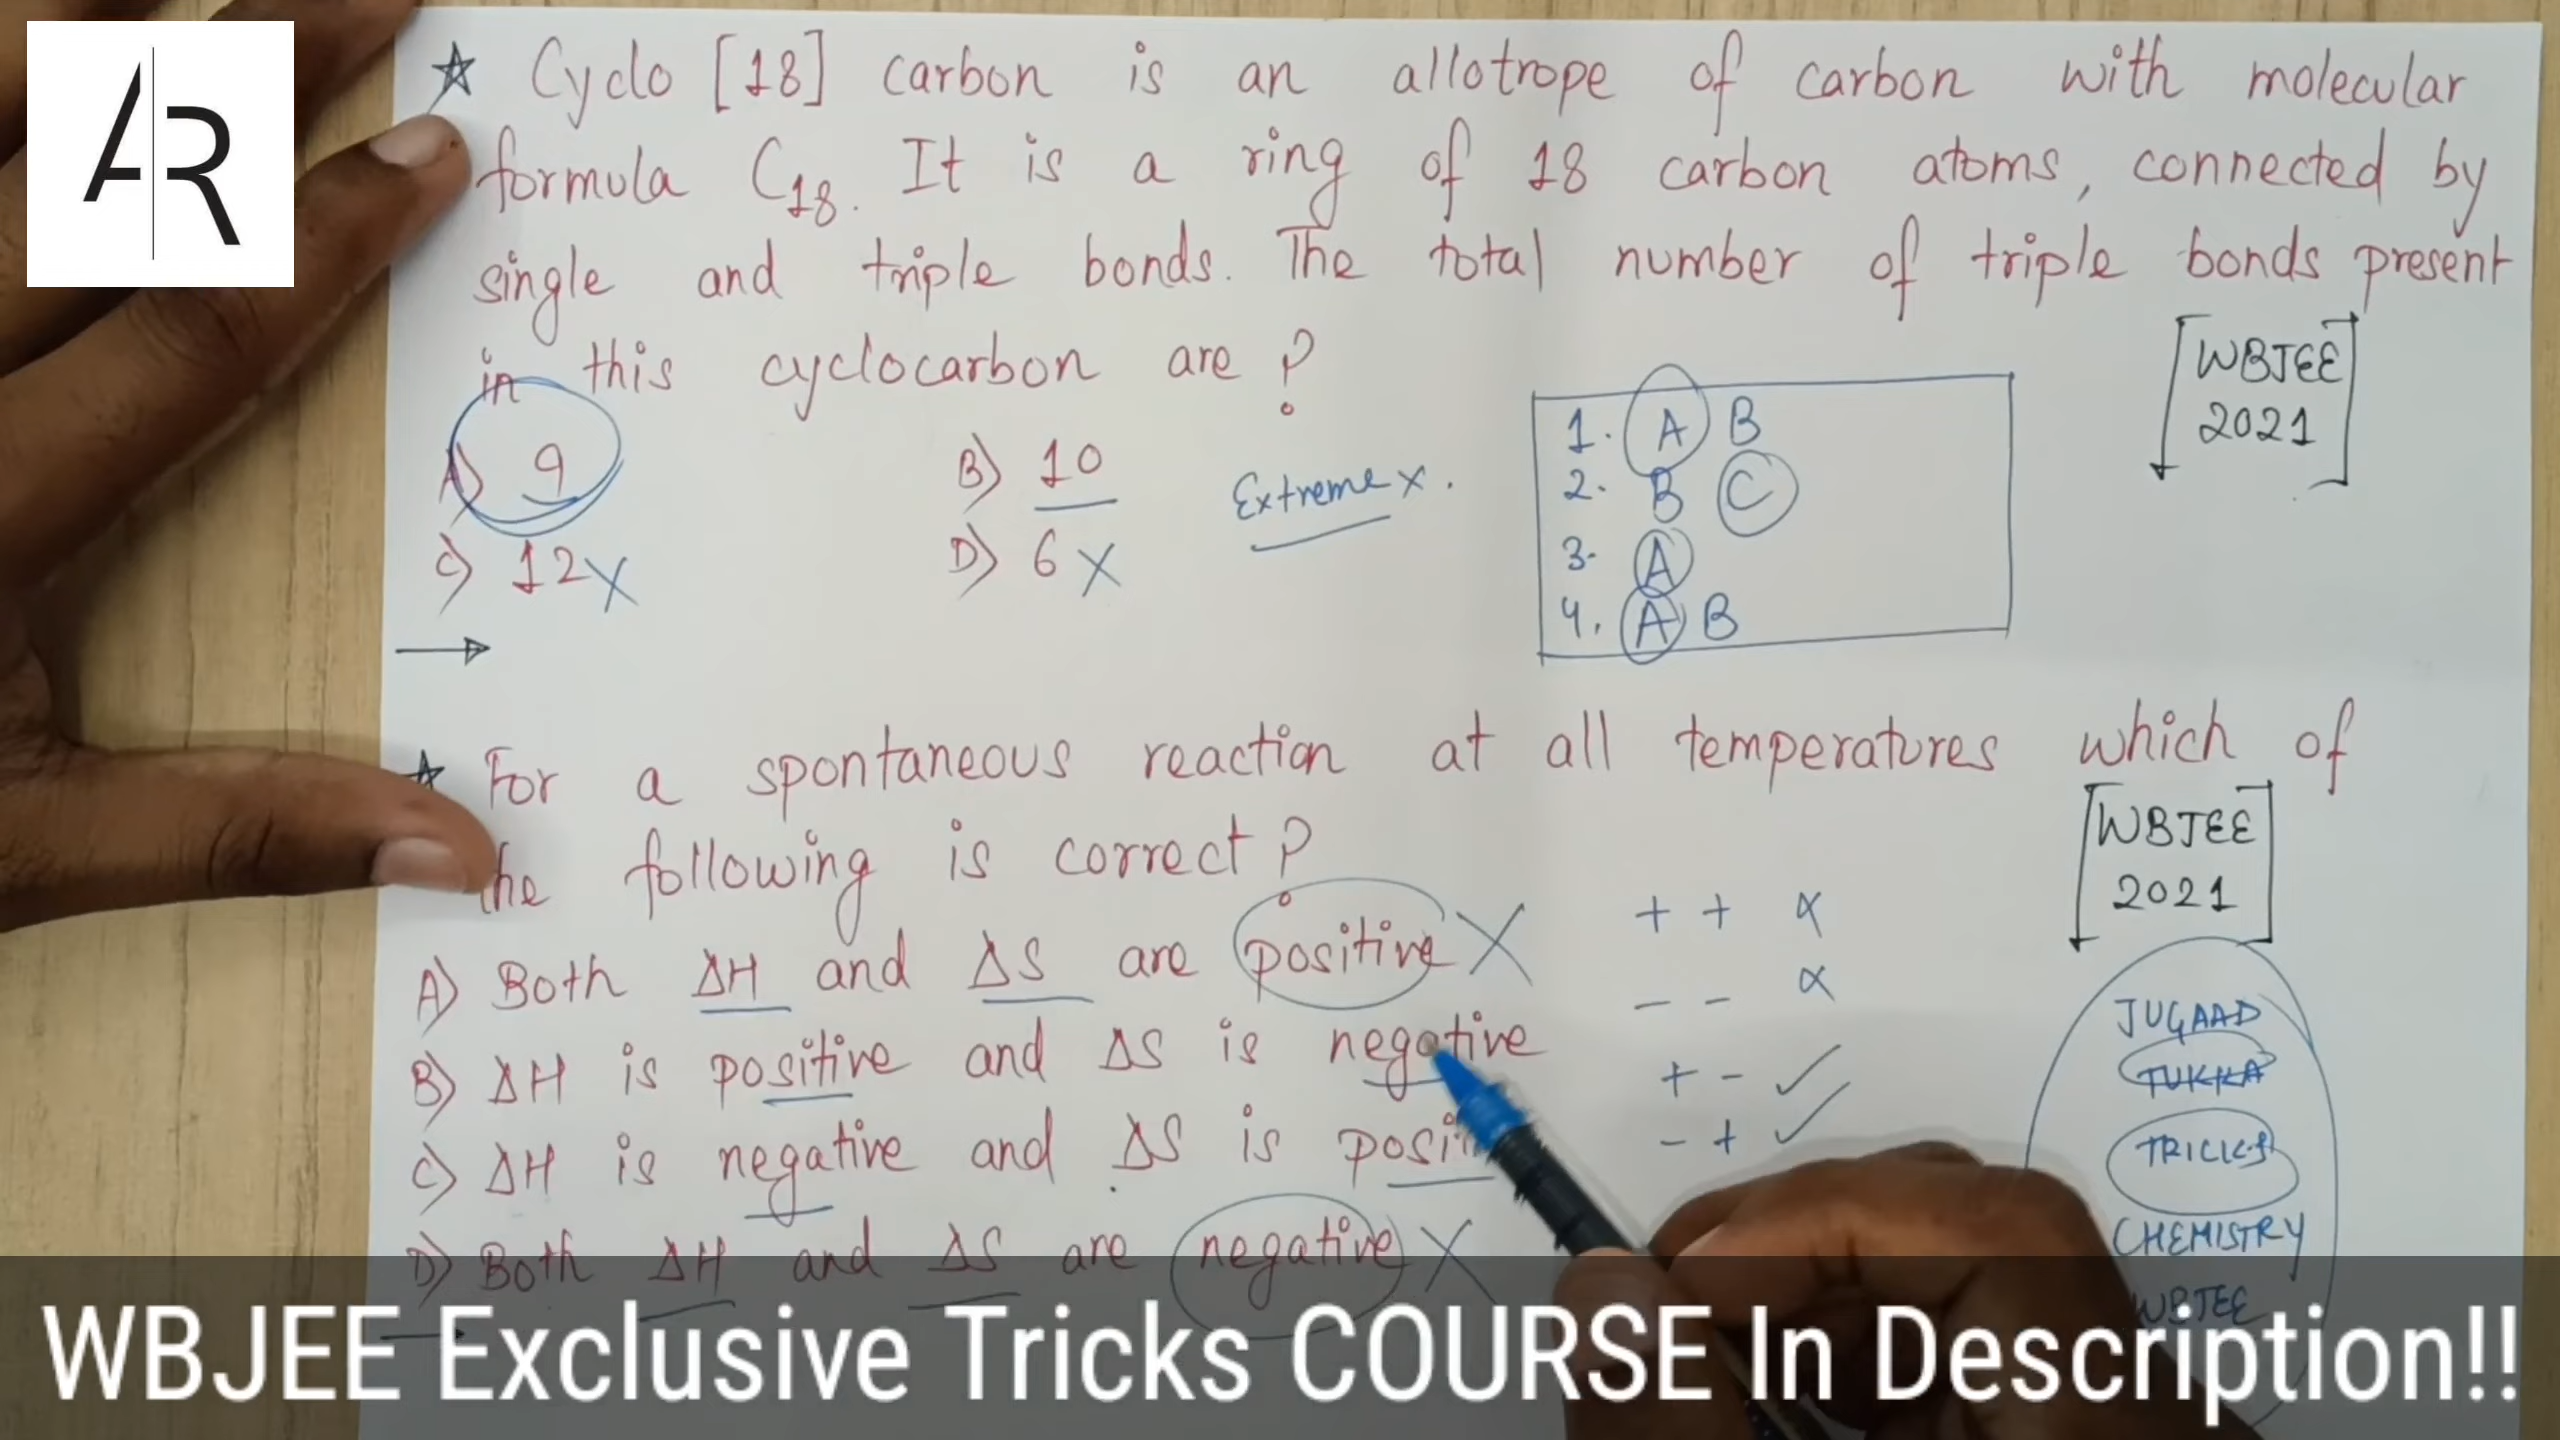 AR
☆ Cyclo [18] carbon is an allotrope of carbon with molecular
formula C18. It is a ring of 18 carbon atoms, connected by
single and triple bonds. The total number of triple bonds present
in this cyclocarbon are ?
[WBJEE
2021]
A) 9
B) 10
C) 12 X
D) 6 X
Extreme X.
1. A B
2. B C
3. A
4. A B
☆ For a spontaneous reaction at all temperatures which of
the following is correct ?
[WBJEE
2021]
A) Both ΔH and ΔS are positive X
B) ΔH is positive and ΔS is negative
C) ΔH is negative and ΔS is posit
D) Both ΔH and ΔS are negative X
+ + X
- - X
+ - ✓
- + ✓
JUGAAD
TUKKA
TRICKS
CHEMISTRY
WBJEE
WBJEE Exclusive Tricks COURSE In Description!!